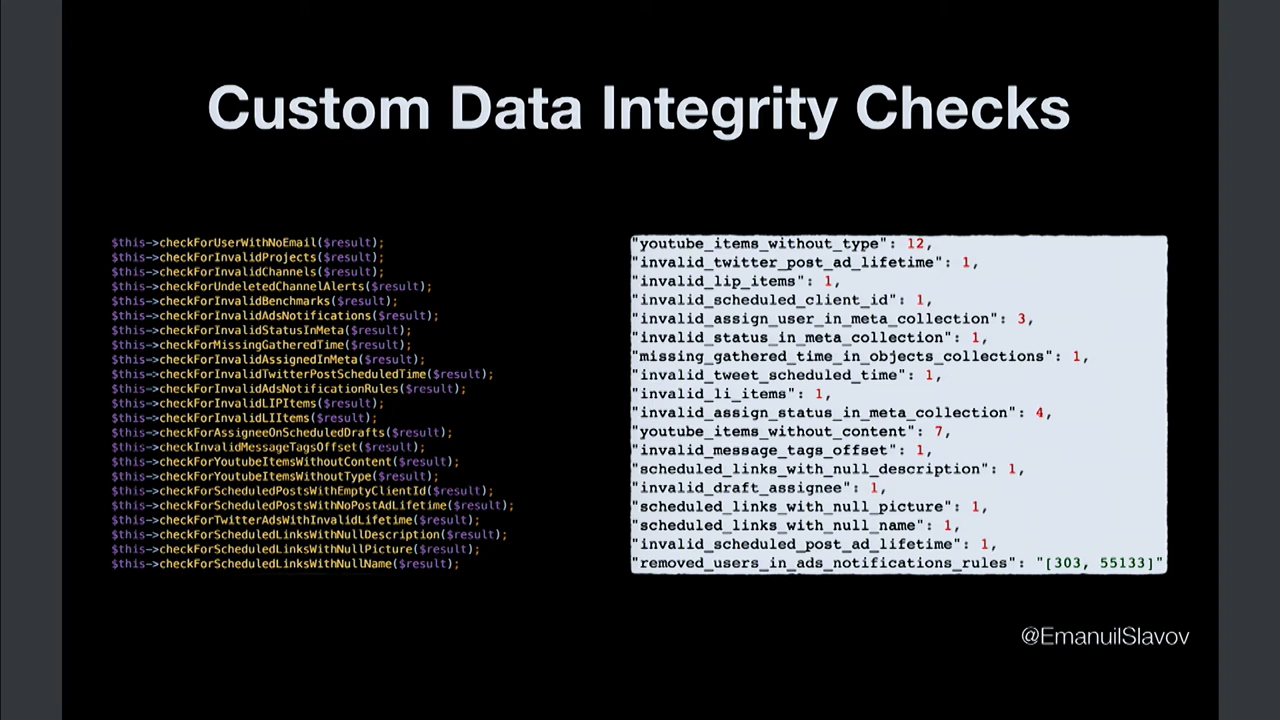 Custom Data Integrity Checks
$this->checkForUserWithNoEmail($result);
$this->checkForInvalidProjects($result);
$this->checkForInvalidChannels($result);
$this->checkForUndeletedChannelAlerts($result);
$this->checkForInvalidBenchmarks($result);
$this->checkForInvalidAdsNotifications($result);
$this->checkForInvalidStatusInMeta($result);
$this->checkForMissingGatheredTime($result);
$this->checkForInvalidAssignedInMeta($result);
$this->checkForInvalidTwitterPostScheduledTime($result);
$this->checkForInvalidAdsNotificationRules($result);
$this->checkForInvalidLIPItems($result);
$this->checkForInvalidLIItems($result);
$this->checkForAssigneeOnScheduledDrafts($result);
$this->checkInvalidMessageTagsOffset($result);
$this->checkForYoutubeItemsWithoutContent($result);
$this->checkForYoutubeItemsWithoutType($result);
$this->checkForScheduledPostsWithEmptyClientId($result);
$this->checkForScheduledPostsWithNoPostAdLifetime($result);
$this->checkForTwitterAdsWithInvalidLifetime($result);
$this->checkForScheduledLinksWithNullDescription($result);
$this->checkForScheduledLinksWithNullPicture($result);
$this->checkForScheduledLinksWithNullName($result);
"youtube_items_without_type": 12,
"invalid_twitter_post_ad_lifetime": 1,
"invalid_lip_items": 1,
"invalid_scheduled_client_id": 1,
"invalid_assign_user_in_meta_collection": 3,
"invalid_status_in_meta_collection": 1,
"missing_gathered_time_in_objects_collections": 1,
"invalid_tweet_scheduled_time": 1,
"invalid_li_items": 1,
"invalid_assign_status_in_meta_collection": 4,
"youtube_items_without_content": 7,
"invalid_message_tags_offset": 1,
"scheduled_links_with_null_description": 1,
"invalid_draft_assignee": 1,
"scheduled_links_with_null_picture": 1,
"scheduled_links_with_null_name": 1,
"invalid_scheduled_post_ad_lifetime": 1,
"removed_users_in_ads_notifications_rules": "[303, 55133]"
@EmanuilSlavov